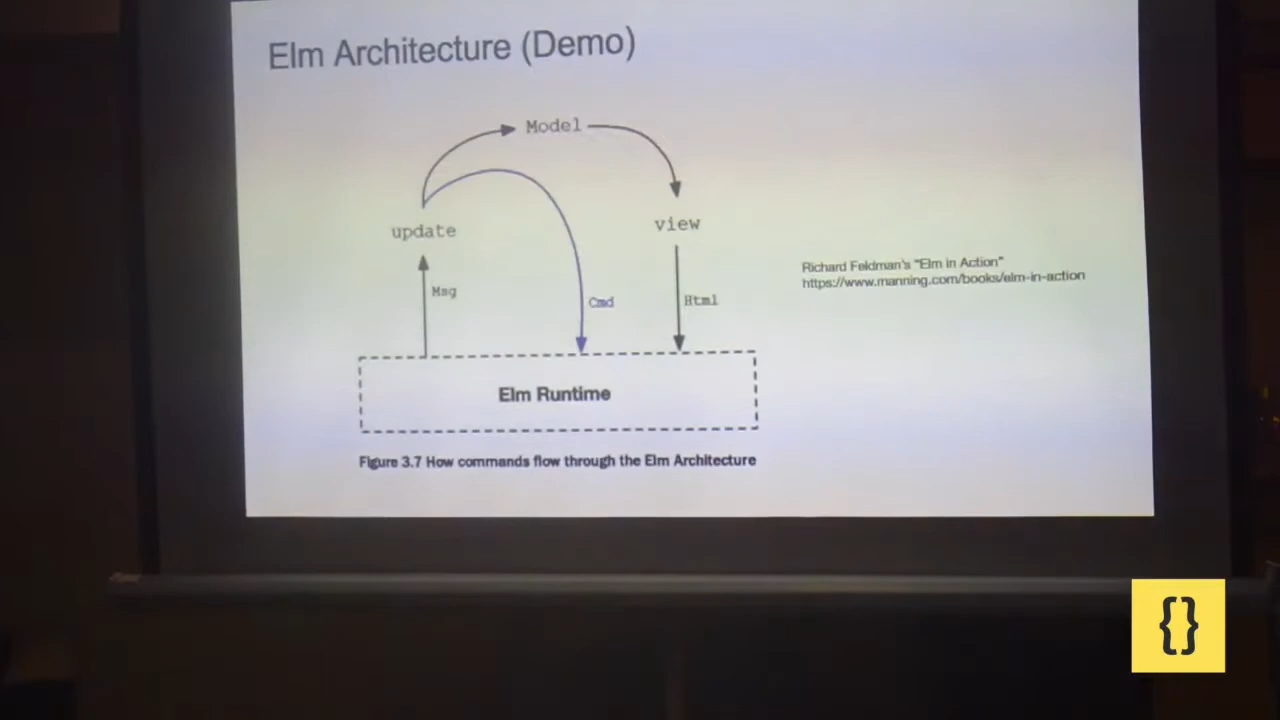 Elm Architecture (Demo)
Model
update
view
Msg
Cmd
Html
Elm Runtime
Figure 3.7 How commands flow through the Elm Architecture
Richard Feldman's "Elm in Action"
https://www.manning.com/books/elm-in-action
{}